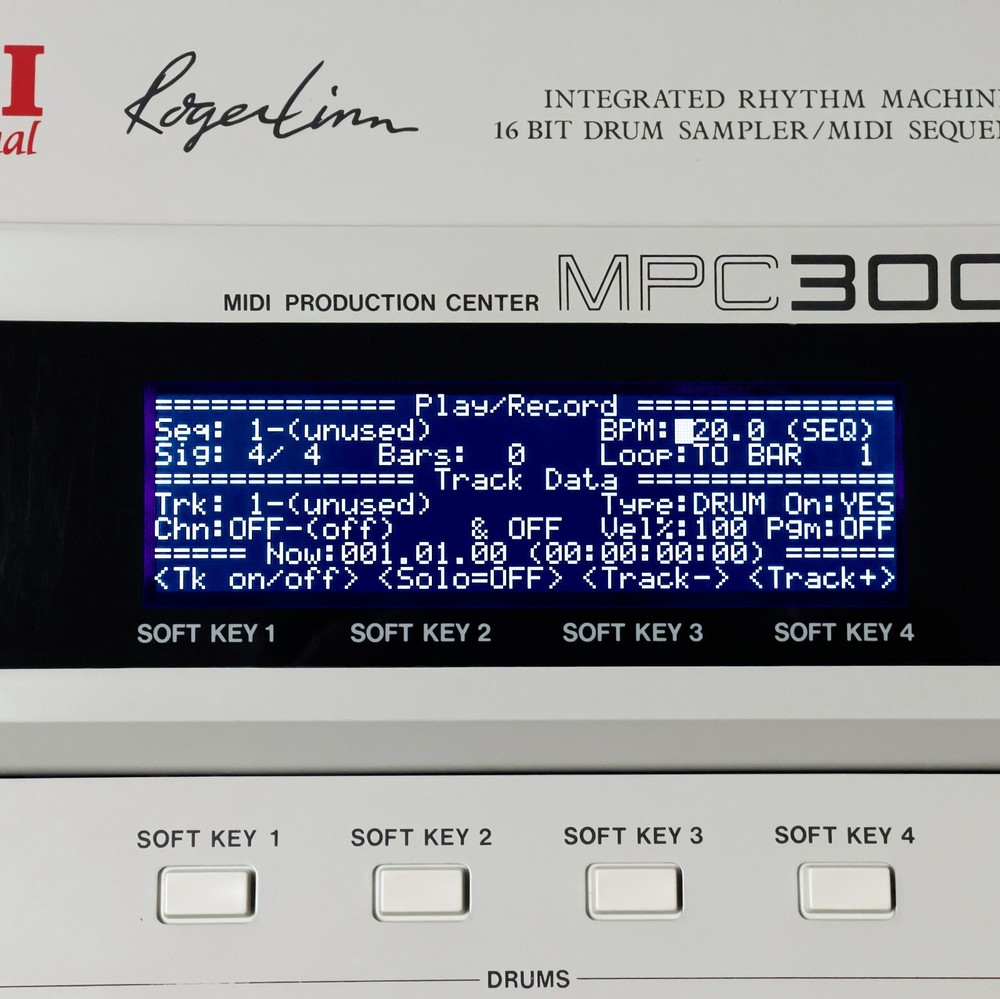 I
al
Roger Linn
INTEGRATED RHYTHM MACHIN
16 BIT DRUM SAMPLER/MIDI SEQUE
MIDI PRODUCTION CENTER MPC300
============= Play/Record ==============
Seq: 1-(unused) BPM: 20.0 (SEQ)
Sig: 4/ 4 Bars: 0 Loop:TO BAR 1
============== Track Data ===============
Trk: 1-(unused) Type:DRUM On:YES
Chn:OFF-(off) & OFF Vel%:100 Pgm:OFF
===== Now:001.01.00 (00:00:00:00) ======
<Tk on/off> <Solo=OFF> <Track-> <Track+>
SOFT KEY 1 SOFT KEY 2 SOFT KEY 3 SOFT KEY 4
SOFT KEY 1 SOFT KEY 2 SOFT KEY 3 SOFT KEY 4
DRUMS